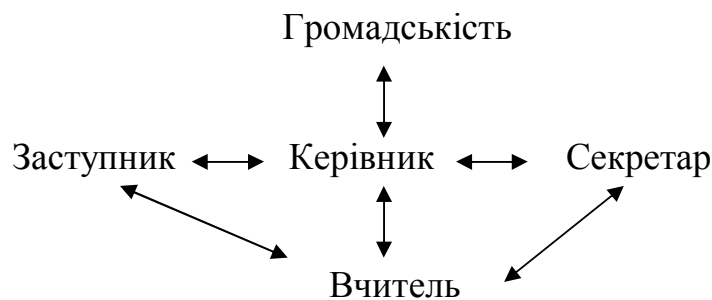 Громадськість
Заступник Керівник Секретар
Вчитель